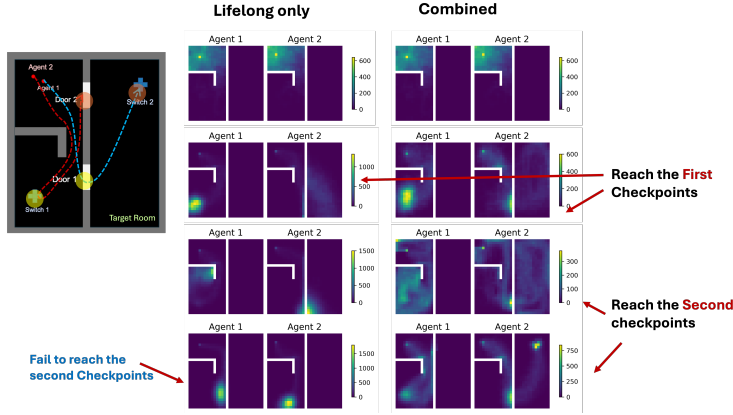 Lifelong only
Combined
Agent 1 Agent 2
600
400
200
0
Agent 1 Agent 2
600
400
200
0
Agent 2
Agent 1
Door 2
Switch 2
Door 1
Switch 1
Target Room
Agent 1 Agent 2
1000
500
0
Agent 1 Agent 2
600
400
200
0
Reach the First
Checkpoints
Agent 1 Agent 2
1500
1000
500
0
Agent 1 Agent 2
300
200
100
0
Reach the Second
checkpoints
Agent 1 Agent 2
1500
1000
500
0
Agent 1 Agent 2
750
500
250
0
Fail to reach the
second Checkpoints